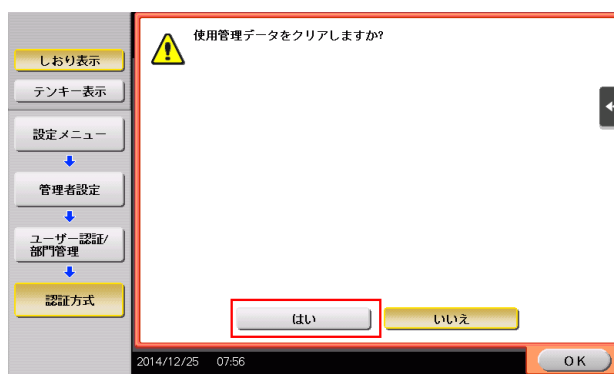 使用管理データをクリアしますか?
しおり表示
テンキー表示
設定メニュー
管理者設定
ユーザー認証/
部門管理
認証方式
はい
いいえ
2014/12/25 07:56
OK